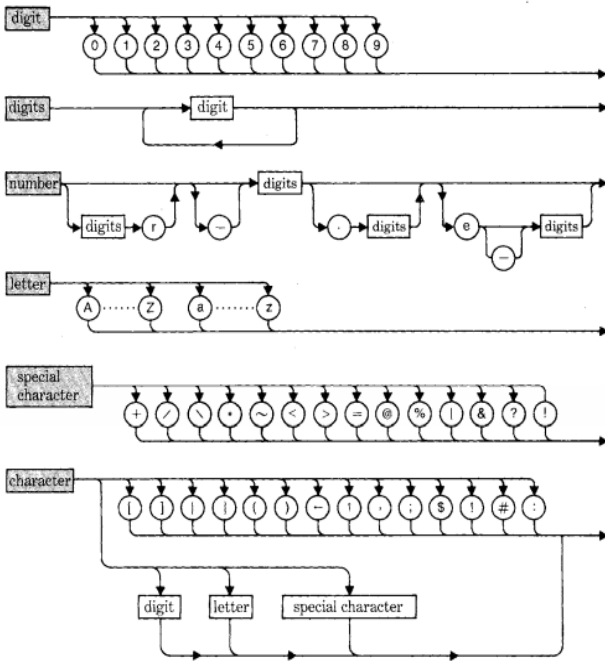 digit
0 1 2 3 4 5 6 7 8 9
digits
digit
number
digits
digits r − . digits e digits
−
letter
A ······ Z a ······· z
special
character
+ / \ * ~ < > = @ % | & ? !
character
[ ] | { ( ) ← ↑ , ; $ ! # :
digit letter special character